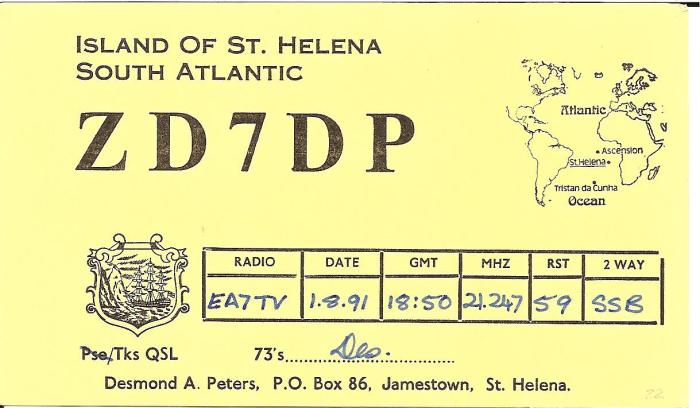 ISLAND OF ST. HELENA
SOUTH ATLANTIC
ZD7DP
Atlantic
Ascension
St.Helena
Tristan da Cunha
Ocean
RADIO DATE GMT MHZ RST 2 WAY
EA7TV 1.8.91 18:50 21.247 59 SSB
Pse/Tks QSL 73's Des.
Desmond A. Peters, P.O. Box 86, Jamestown, St. Helena.
22